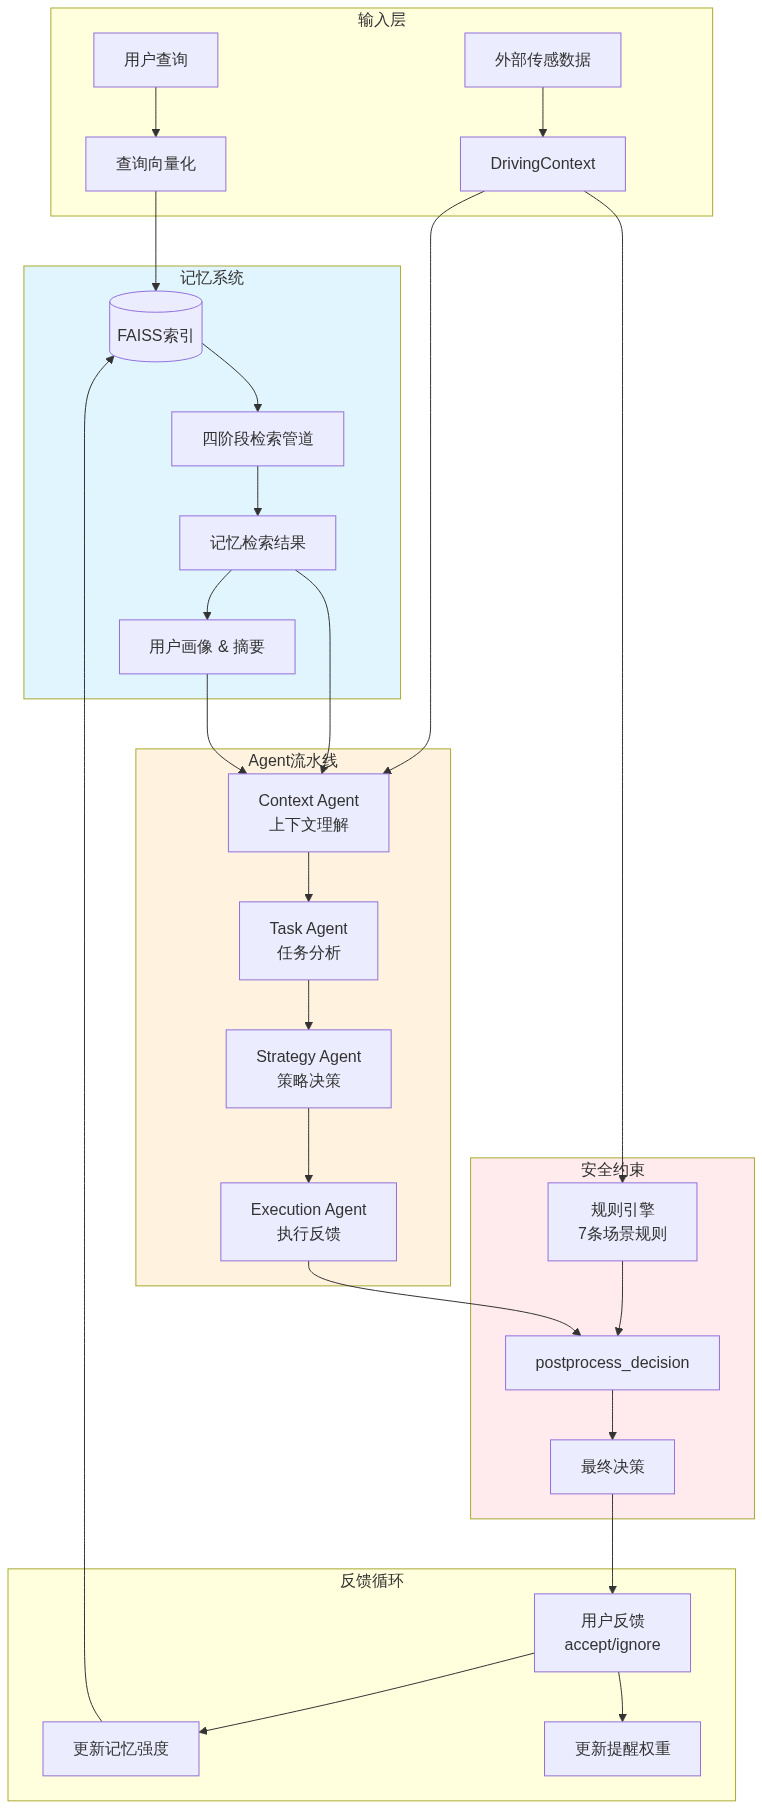 输入层
用户查询
外部传感数据
查询向量化
DrivingContext
记忆系统
FAISS索引
四阶段检索管道
记忆检索结果
用户画像 & 摘要
Agent流水线
Context Agent
上下文理解
Task Agent
任务分析
Strategy Agent
策略决策
Execution Agent
执行反馈
安全约束
规则引擎
7条场景规则
postprocess_decision
最终决策
反馈循环
用户反馈
accept/ignore
更新记忆强度
更新提醒权重